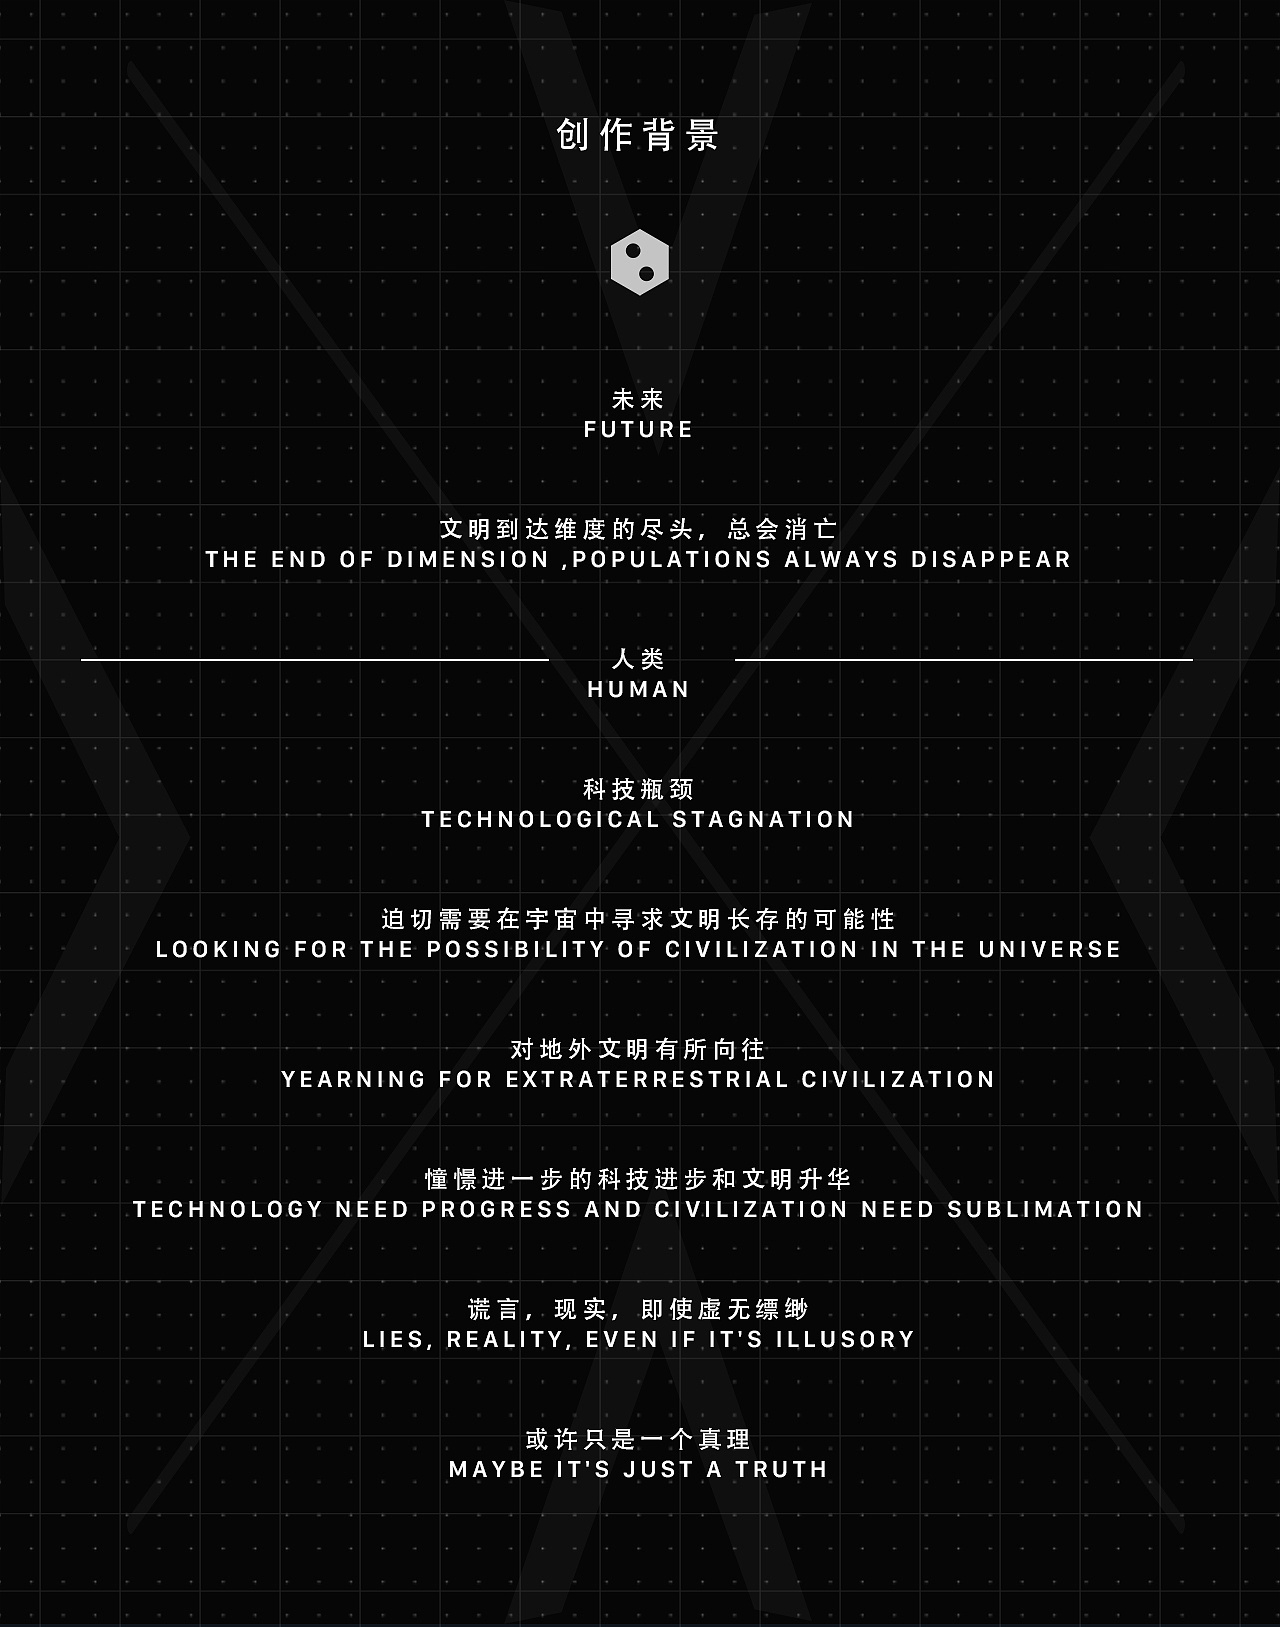 创作背景
未来
FUTURE
文明到达维度的尽头，总会消亡
THE END OF DIMENSION ,POPULATIONS ALWAYS DISAPPEAR
人类
HUMAN
科技瓶颈
TECHNOLOGICAL STAGNATION
迫切需要在宇宙中寻求文明长存的可能性
LOOKING FOR THE POSSIBILITY OF CIVILIZATION IN THE UNIVERSE
对地外文明有所向往
YEARNING FOR EXTRATERRESTRIAL CIVILIZATION
憧憬进一步的科技进步和文明升华
TECHNOLOGY NEED PROGRESS AND CIVILIZATION NEED SUBLIMATION
谎言，现实，即使虚无缥缈
LIES, REALITY, EVEN IF IT'S ILLUSORY
或许只是一个真理
MAYBE IT'S JUST A TRUTH